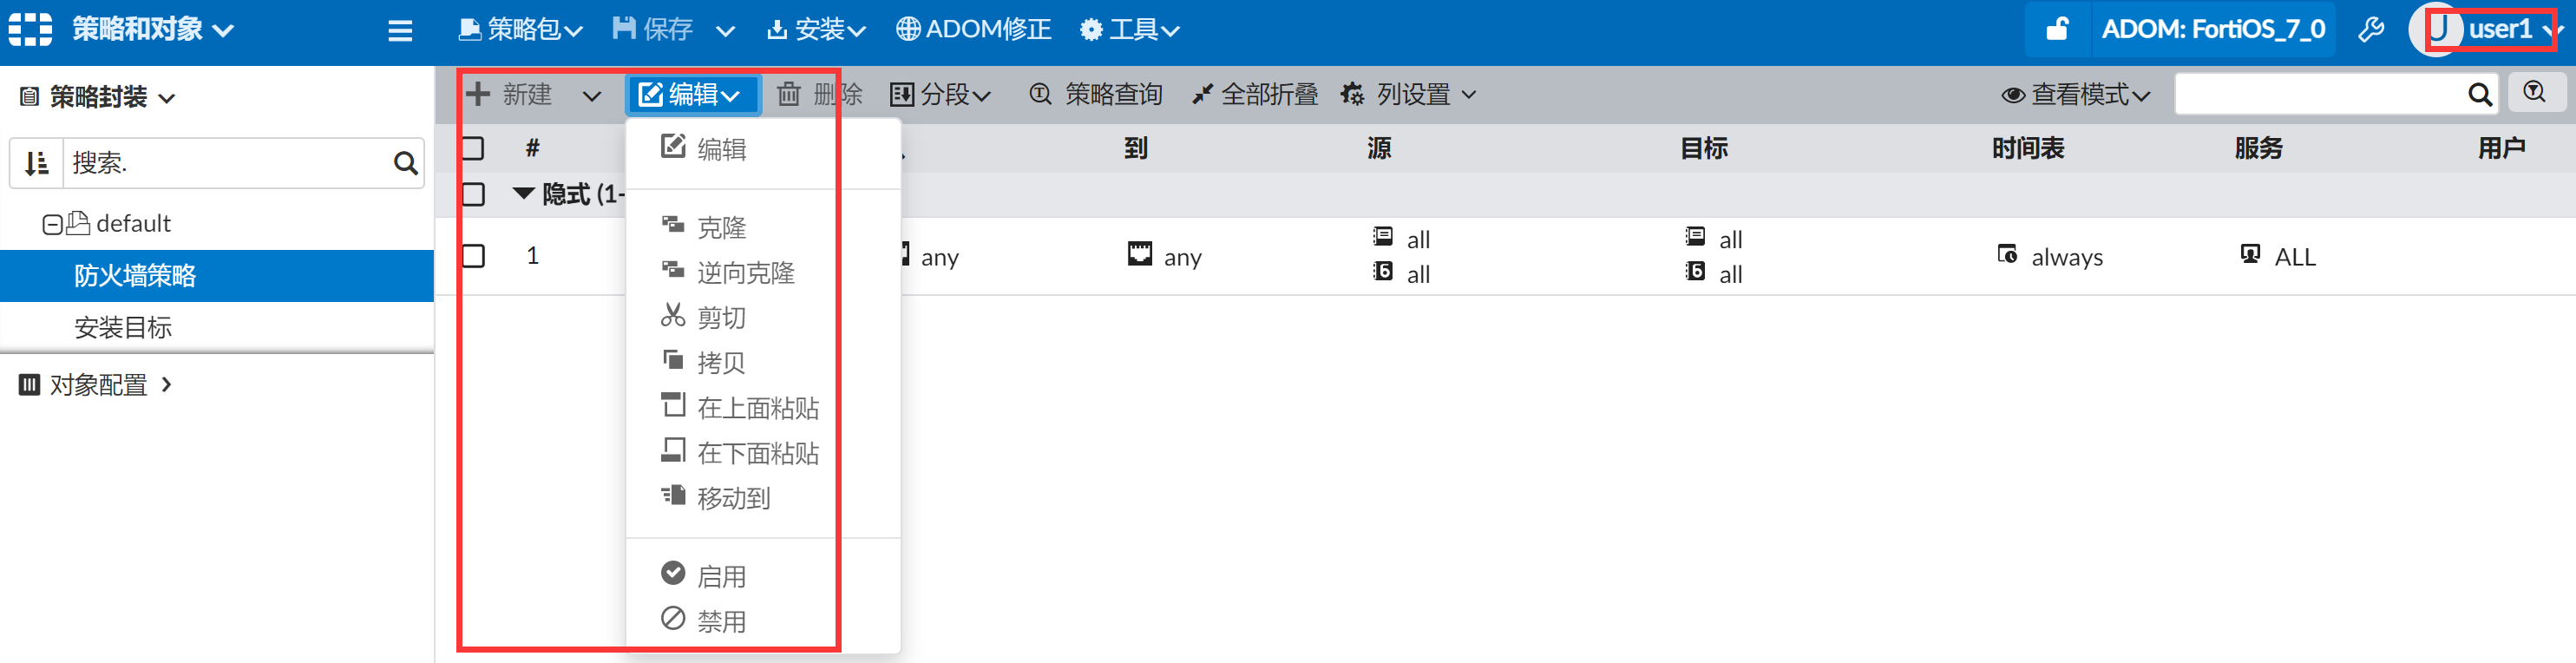 策略和对象 策略包 保存 安装 ADOM修正 工具 ADOM: FortiOS_7_0 U user1
策略封装 新建 编辑 删除 分段 策略查询 全部折叠 列设置 查看模式
搜索.
default
防火墙策略
安装目标
对象配置
# 到 源 目标 时间表 服务 用户
隐式 (1-
1 any any all all always ALL
all all
编辑
克隆
逆向克隆
剪切
拷贝
在上面粘贴
在下面粘贴
移动到
启用
禁用